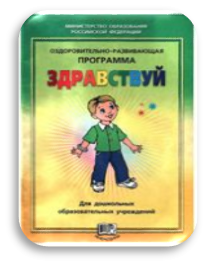 МИНИСТЕРСТВО ОБРАЗОВАНИЯ
РОССИЙСКОЙ ФЕДЕРАЦИИ
ОЗДОРОВИТЕЛЬНО-РАЗВИВАЮЩАЯ
ПРОГРАММА
ЗДРАВСТВУЙ
Для дошкольных
образовательных учреждений